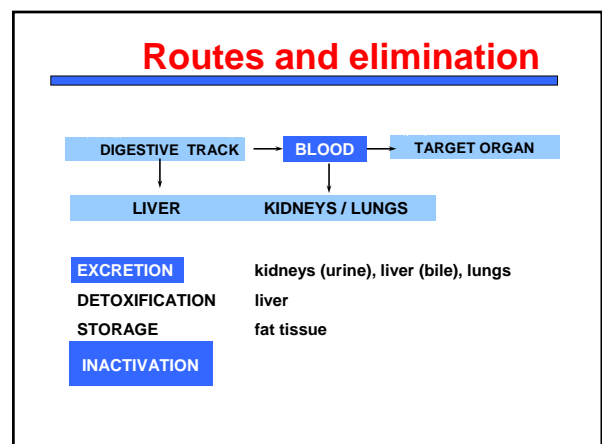 Routes and elimination
DIGESTIVE TRACK BLOOD TARGET ORGAN
LIVER KIDNEYS / LUNGS
EXCRETION kidneys (urine), liver (bile), lungs
DETOXIFICATION liver
STORAGE fat tissue
INACTIVATION